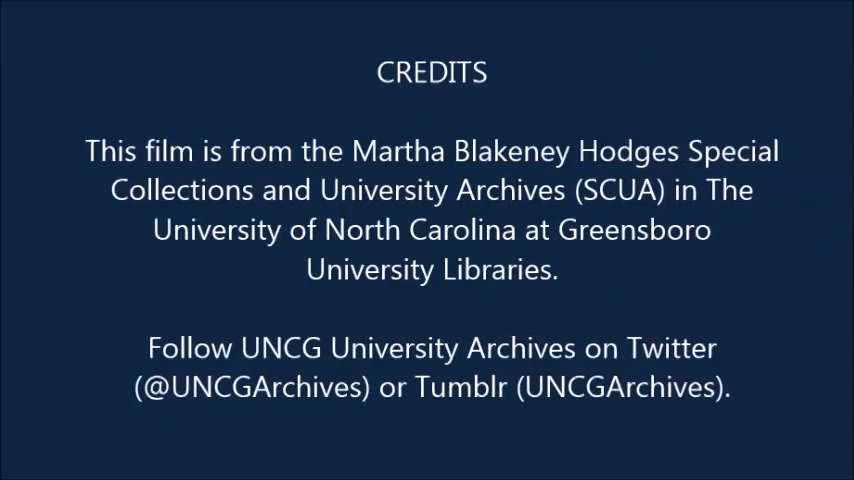 CREDITS
This film is from the Martha Blakeney Hodges Special
Collections and University Archives (SCUA) in The
University of North Carolina at Greensboro
University Libraries.
Follow UNCG University Archives on Twitter
(@UNCGArchives) or Tumblr (UNCGArchives).